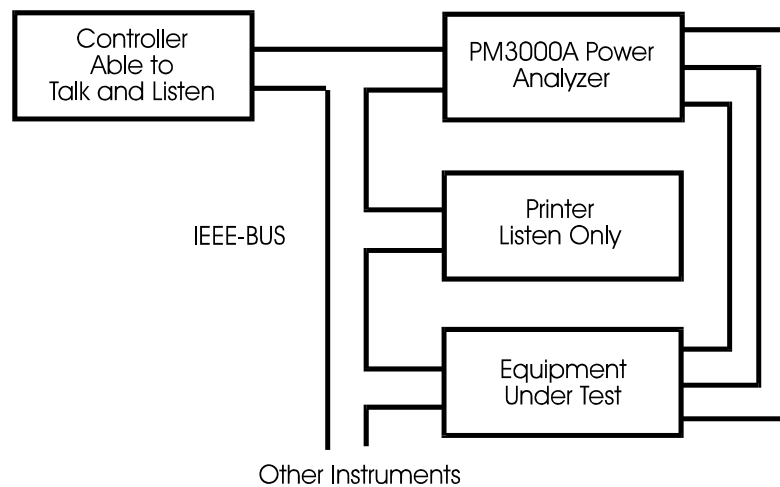 Controller
Able to
Talk and Listen
PM3000A Power
Analyzer
Printer
Listen Only
IEEE-BUS
Equipment
Under Test
Other Instruments